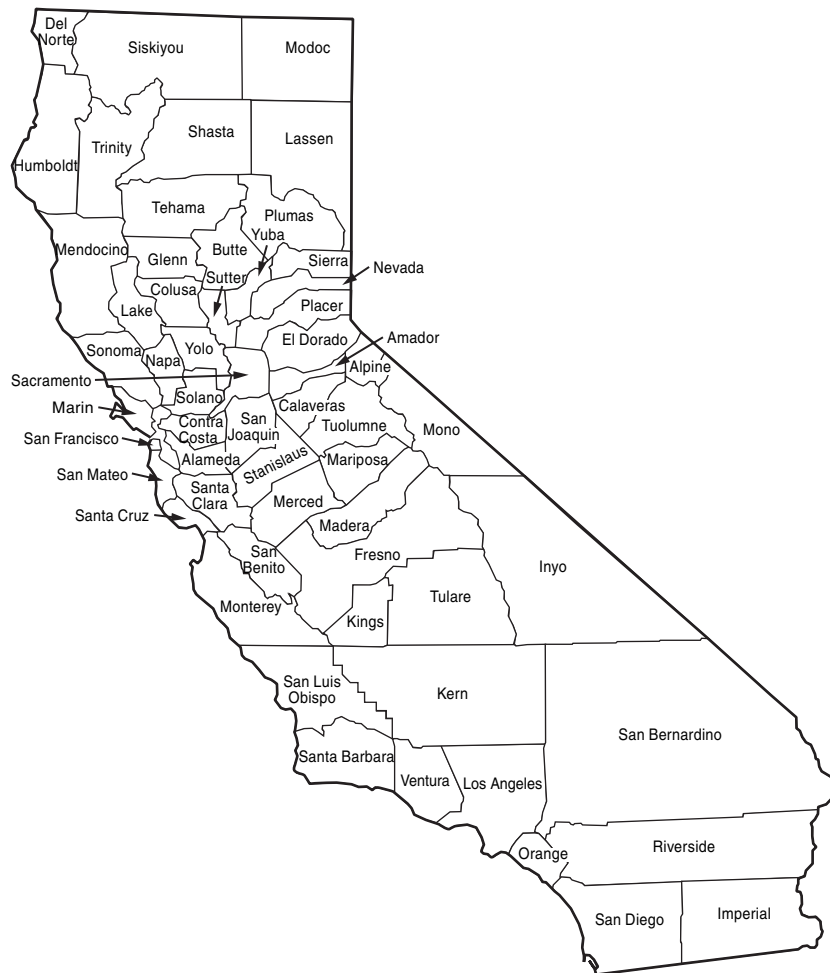 Del
Norte
Siskiyou
Modoc
Shasta
Lassen
Trinity
Humboldt
Tehama
Plumas
Yuba
Mendocino
Butte
Glenn
Sierra
Nevada
Sutter
Colusa
Lake
Placer
El Dorado
Amador
Sonoma
Napa
Yolo
Alpine
Sacramento
Solano
Marin
Calaveras
Contra
Costa
San
Joaquin
Tuolumne
Mono
San Francisco
Alameda
Stanislaus
Mariposa
San Mateo
Santa
Clara
Merced
Santa Cruz
Madera
San
Benito
Fresno
Inyo
Monterey
Kings
Tulare
San Luis
Obispo
Kern
San Bernardino
Santa Barbara
Ventura
Los Angeles
Orange
Riverside
San Diego
Imperial